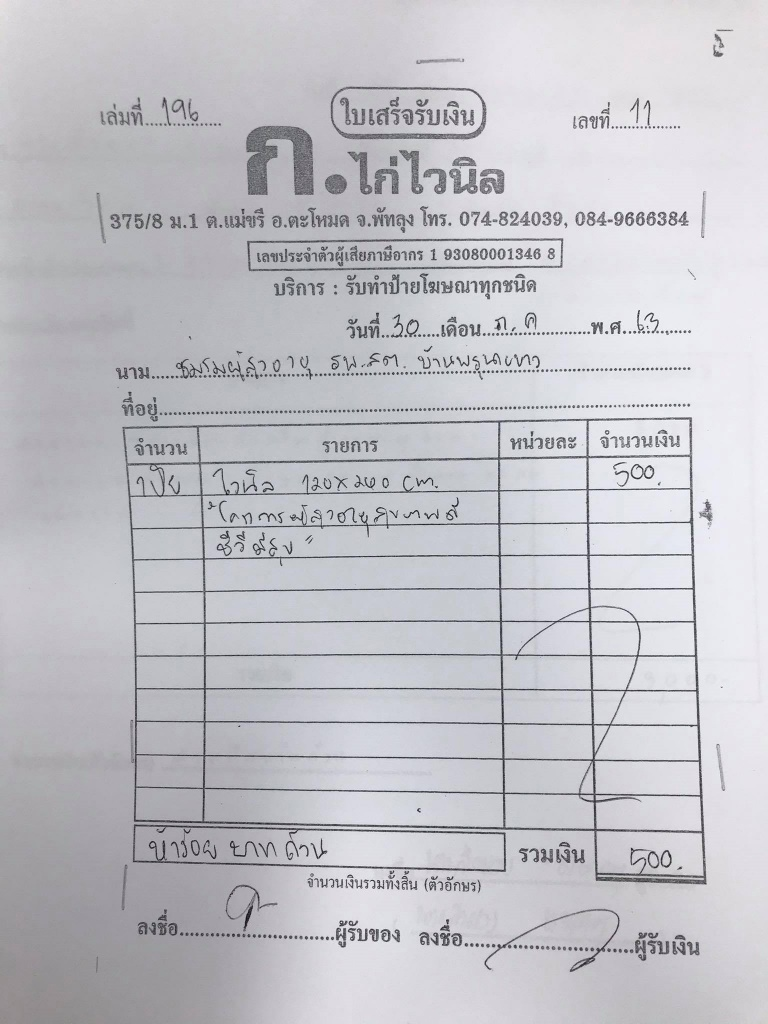 เล่มที่ 196 ใบเสร็จรับเงิน เลขที่ 11
ก.ไก่ไวนิล
375/8 ม.1 ต.แม่ขรี อ.ตะโหมด จ.พัทลุง โทร. 074-824039, 084-9666384
เลขประจำตัวผู้เสียภาษีอากร 1 93080001346 8
บริการ : รับทำป้ายโฆษณาทุกชนิด
วันที่ 30 เดือน ก.ค พ.ศ. 63
นาม ชมรมผู้สูงอายุ รพ.สต. บ้านพรุนายขาว
ที่อยู่
จำนวน รายการ หน่วยละ จำนวนเงิน
1 ป้าย ไวนิล 120x240 cm. 500.
"โครงการผู้สูงอายุสุขภาพดี
ชีวีมีสุข"
ห้าร้อย บาทถ้วน รวมเงิน 500.
จำนวนเงินรวมทั้งสิ้น (ตัวอักษร)
ลงชื่อ ผู้รับของ ลงชื่อ ผู้รับเงิน